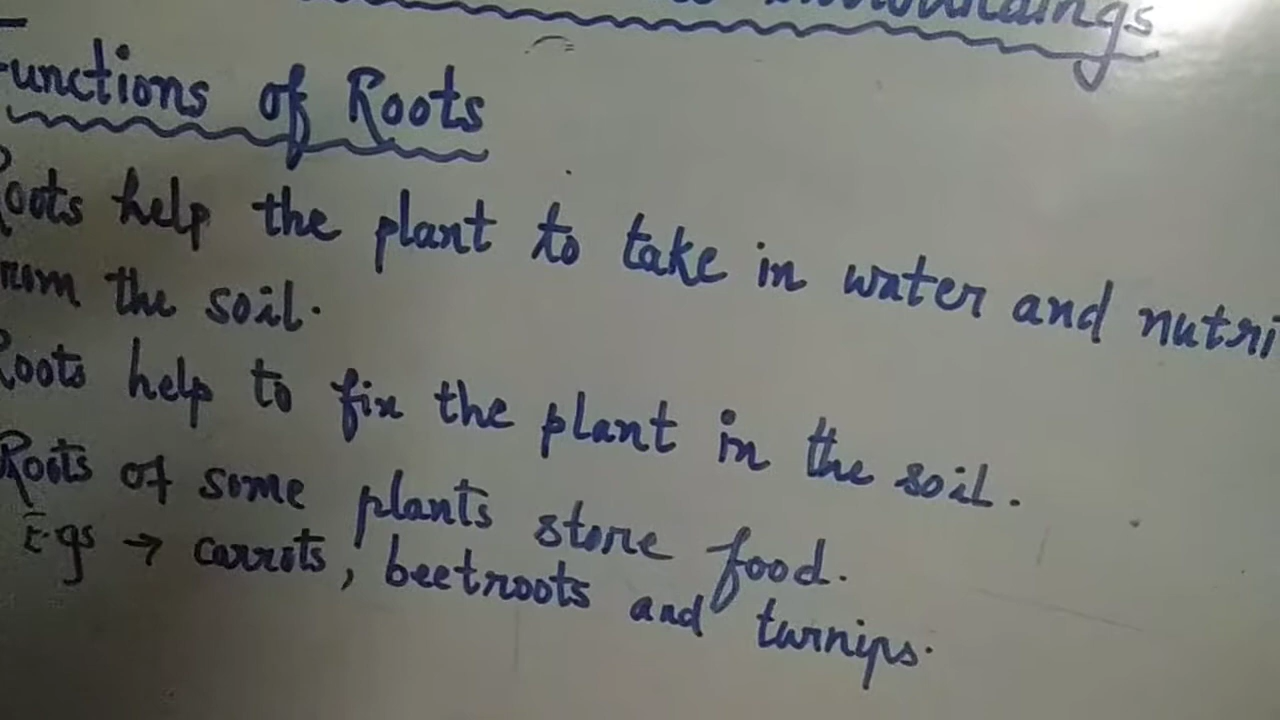 Functions of Roots
Roots help the plant to take in water and nutri
from the soil.
Roots help to fix the plant in the soil.
Roots of some plants store food.
Egs → carrots, beetroots and turnips.